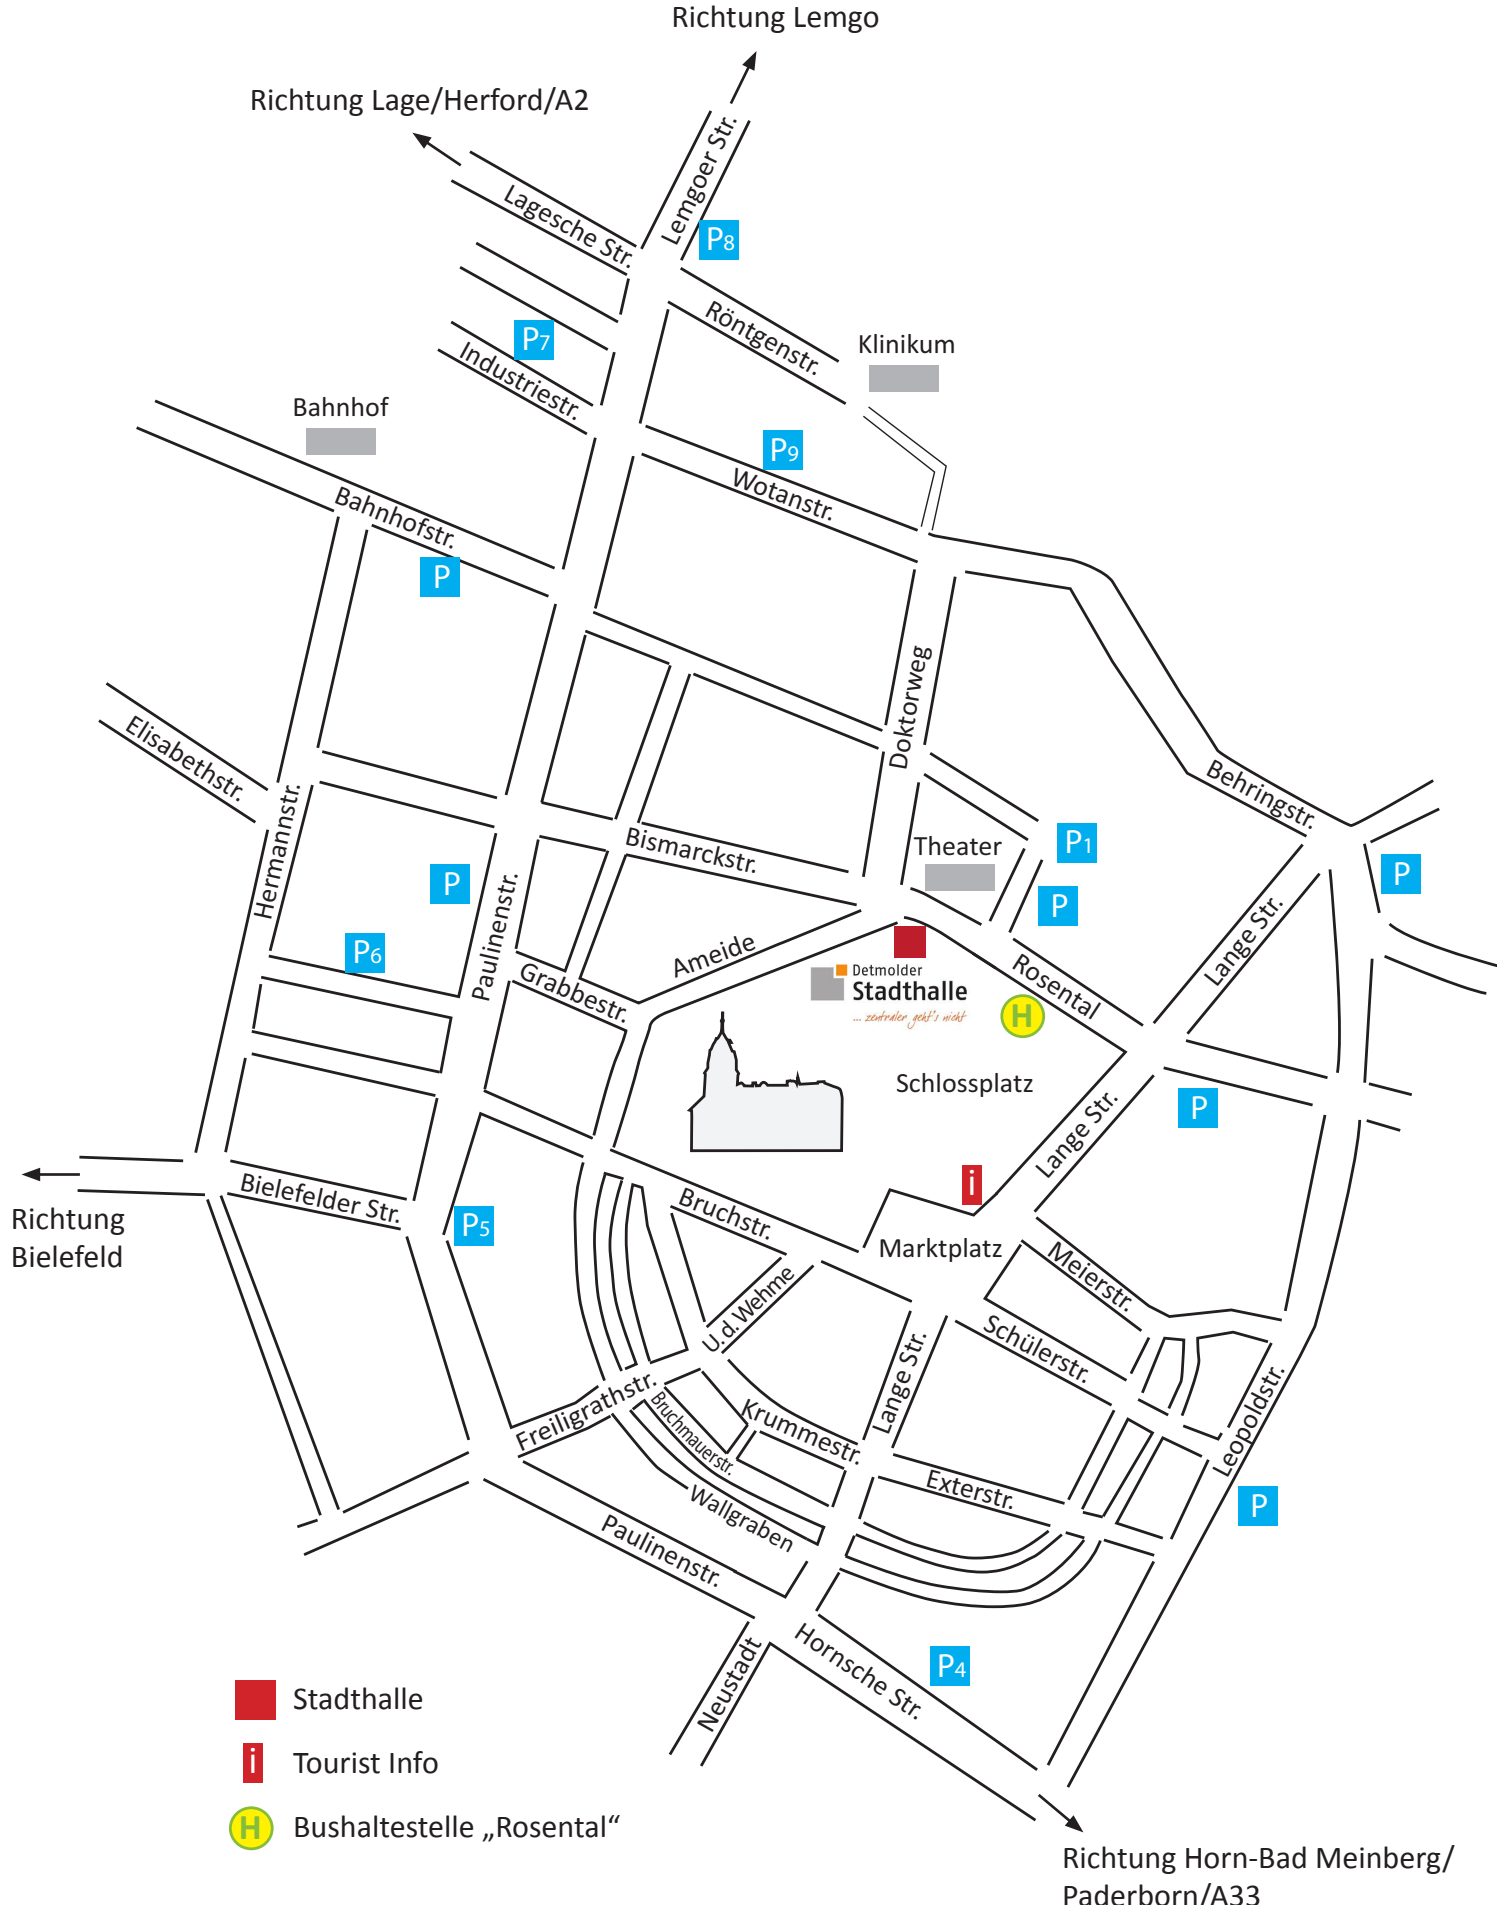 Richtung Lemgo
Richtung Lage/Herford/A2
Lemgoer Str.
Lagesche Str.
P8
Röntgenstr.
P7
Klinikum
Industriestr.
Bahnhof
P9
Wotanstr.
Bahnhofstr.
P
Doktorweg
Elisabethstr.
Behringstr.
Hermannstr.
P1
Theater
Bismarckstr.
P
P
P
Paulinenstr.
Lange Str.
P6
Ameide
Grabbestr.
Rosental
Detmolder
Stadthalle
... zentraler geht's nicht
H
Schlossplatz
P
Lange Str.
i
Bielefelder Str.
Richtung
Bielefeld
P5
Bruchstr.
Marktplatz
Meierstr.
U.d. Wehme
Schülerstr.
Lange Str.
Freiligrathstr.
Bruchmauerstr.
Krummestr.
Leopoldstr.
Exterstr.
P
Wallgraben
Paulinenstr.
Neustadt
Hornsche Str.
P4
Stadthalle
i Tourist Info
H Bushaltestelle „Rosental“
Richtung Horn-Bad Meinberg/
Paderborn/A33